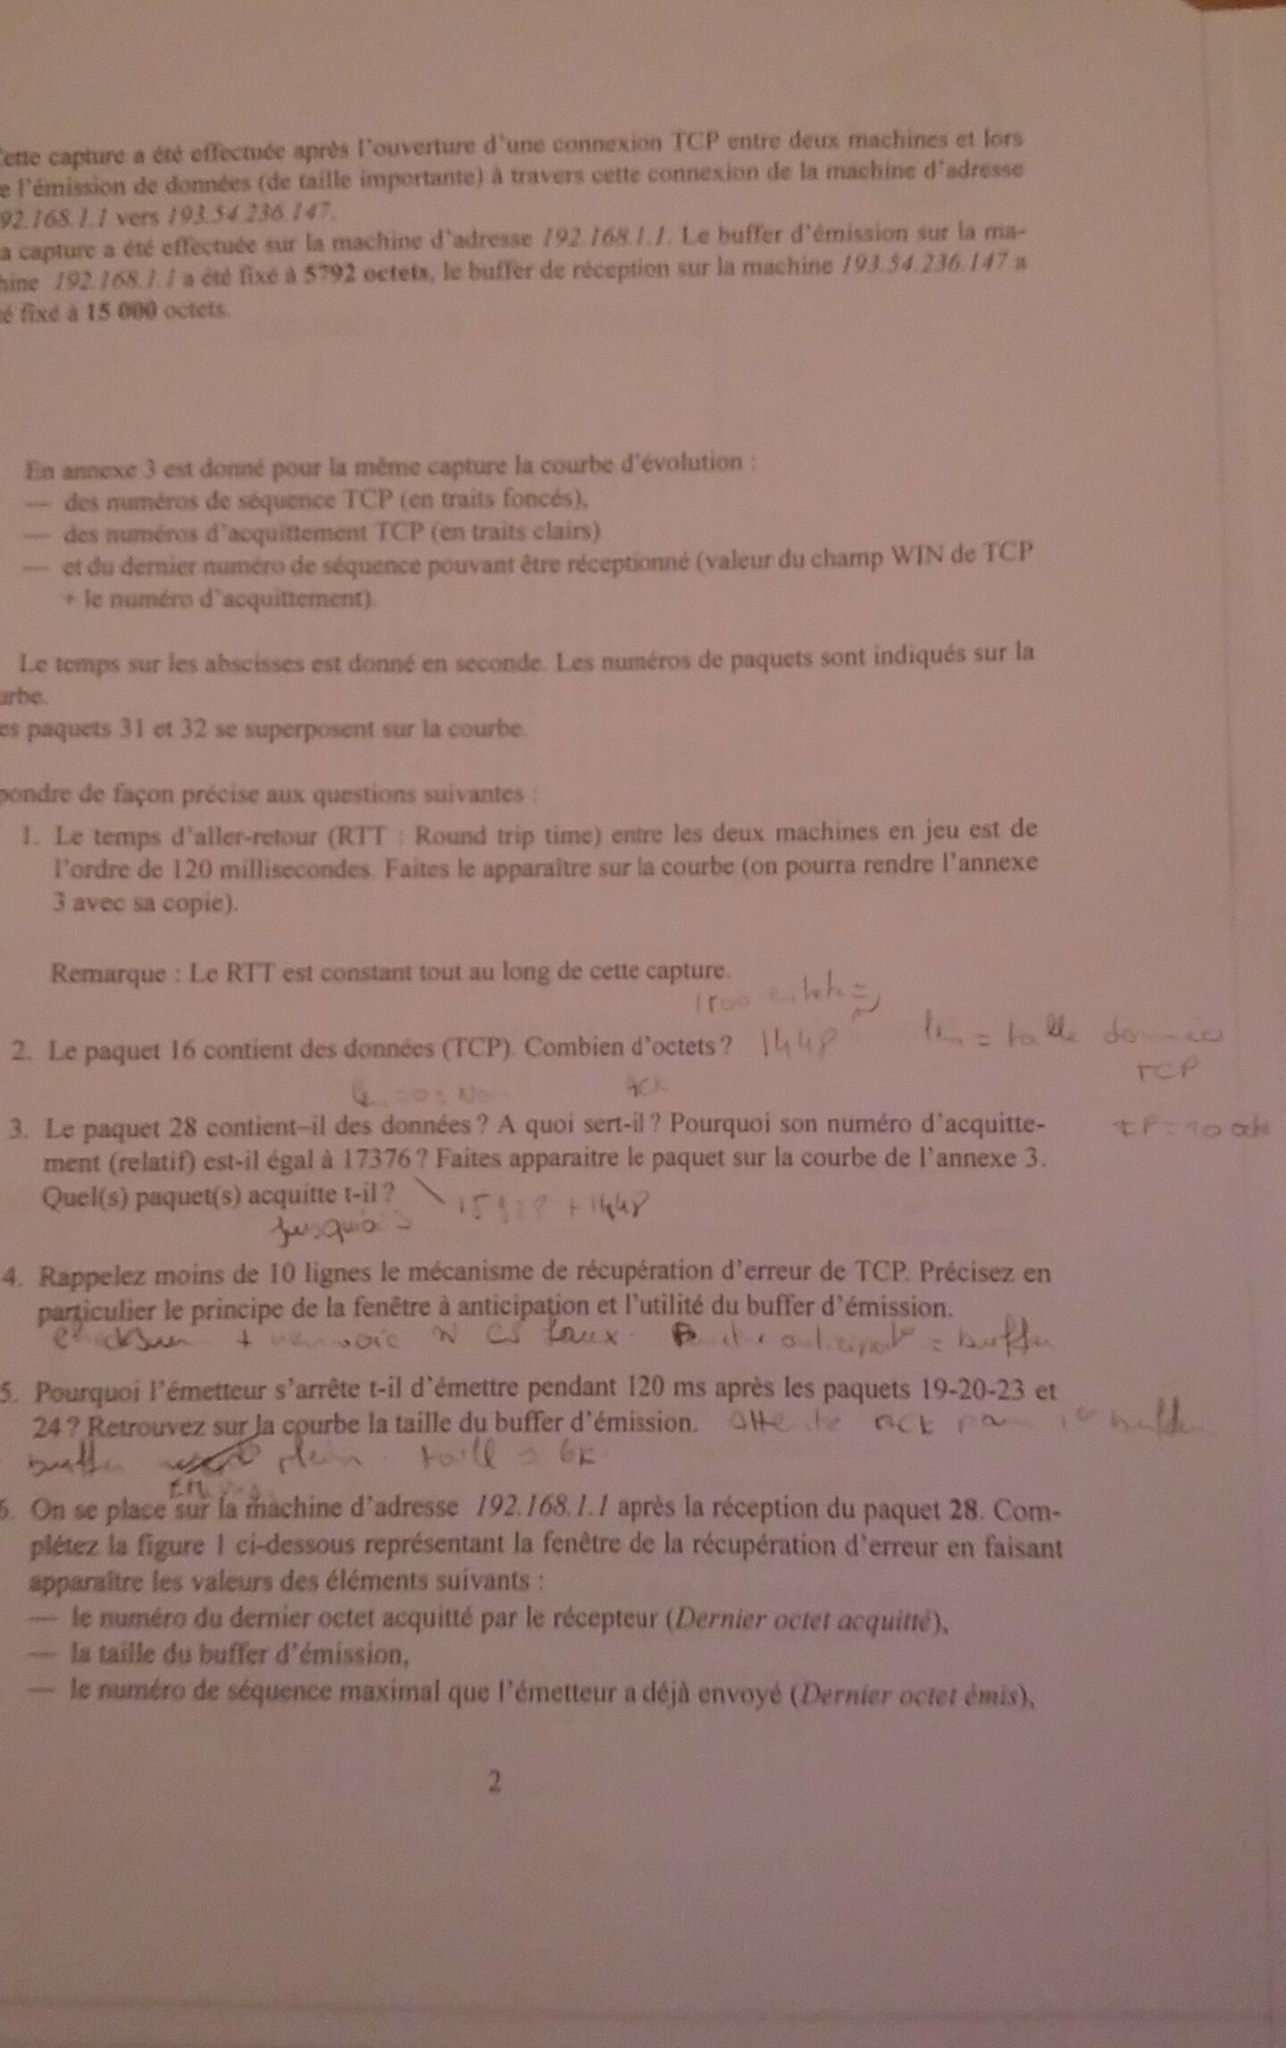 ette capture a été effectuée après l'ouverture d'une connexion TCP entre deux machines et lors
e l'émission de données (de taille importante) à travers cette connexion de la machine d'adresse
92.168.1.1 vers 193.54.236.147.
a capture a été effectuée sur la machine d'adresse 192.168.1.1. Le buffer d'émission sur la ma-
hine 192.168.1.1 a été fixé à 5792 octets, le buffer de réception sur la machine 193.54.236.147 a
é fixé à 15 000 octets.
En annexe 3 est donné pour la même capture la courbe d'évolution :
— des numéros de séquence TCP (en traits foncés),
— des numéros d'acquittement TCP (en traits clairs)
— et du dernier numéro de séquence pouvant être réceptionné (valeur du champ WIN de TCP
+ le numéro d'acquittement).
Le temps sur les abscisses est donné en seconde. Les numéros de paquets sont indiqués sur la
urbe.
es paquets 31 et 32 se superposent sur la courbe.
pondre de façon précise aux questions suivantes :
1. Le temps d'aller-retour (RTT : Round trip time) entre les deux machines en jeu est de
l'ordre de 120 millisecondes. Faites le apparaître sur la courbe (on pourra rendre l'annexe
3 avec sa copie).
Remarque : Le RTT est constant tout au long de cette capture.
1500
2. Le paquet 16 contient des données (TCP). Combien d'octets ? 1448 = taille données
TCP
ack
3. Le paquet 28 contient–il des données ? A quoi sert-il ? Pourquoi son numéro d'acquitte-
ment (relatif) est-il égal à 17376 ? Faites apparaitre le paquet sur la courbe de l'annexe 3.
Quel(s) paquet(s) acquitte t-il ? + 1448
jusqu'à
4. Rappelez moins de 10 lignes le mécanisme de récupération d'erreur de TCP. Précisez en
particulier le principe de la fenêtre à anticipation et l'utilité du buffer d'émission.
checksum + renvoie faux = buffer
5. Pourquoi l'émetteur s'arrête t-il d'émettre pendant 120 ms après les paquets 19-20-23 et
24 ? Retrouvez sur la courbe la taille du buffer d'émission. attente ack buffer
buffer plein taille = 6k
6. On se place sur la machine d'adresse 192.168.1.1 après la réception du paquet 28. Com-
plétez la figure 1 ci-dessous représentant la fenêtre de la récupération d'erreur en faisant
apparaître les valeurs des éléments suivants :
— le numéro du dernier octet acquitté par le récepteur (Dernier octet acquitté),
— la taille du buffer d'émission,
— le numéro de séquence maximal que l'émetteur a déjà envoyé (Dernier octet émis),
2